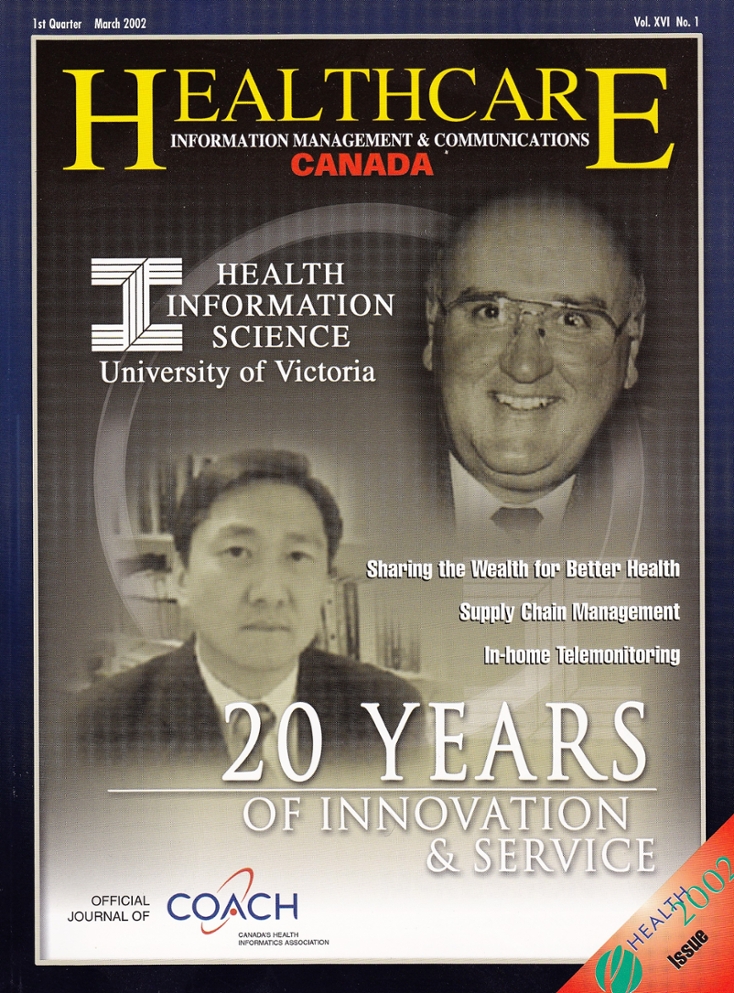 1st Quarter March 2002
Vol. XVI No. 1
HEALTHCARE
INFORMATION MANAGEMENT & COMMUNICATIONS
CANADA
HEALTH
INFORMATION
SCIENCE
University of Victoria
Sharing the Wealth for Better Health
Supply Chain Management
In-home Telemonitoring
20 YEARS
OF INNOVATION
& SERVICE
OFFICIAL
JOURNAL OF
COACH
CANADA'S HEALTH
INFORMATICS ASSOCIATION
HEALTH
2002
Issue